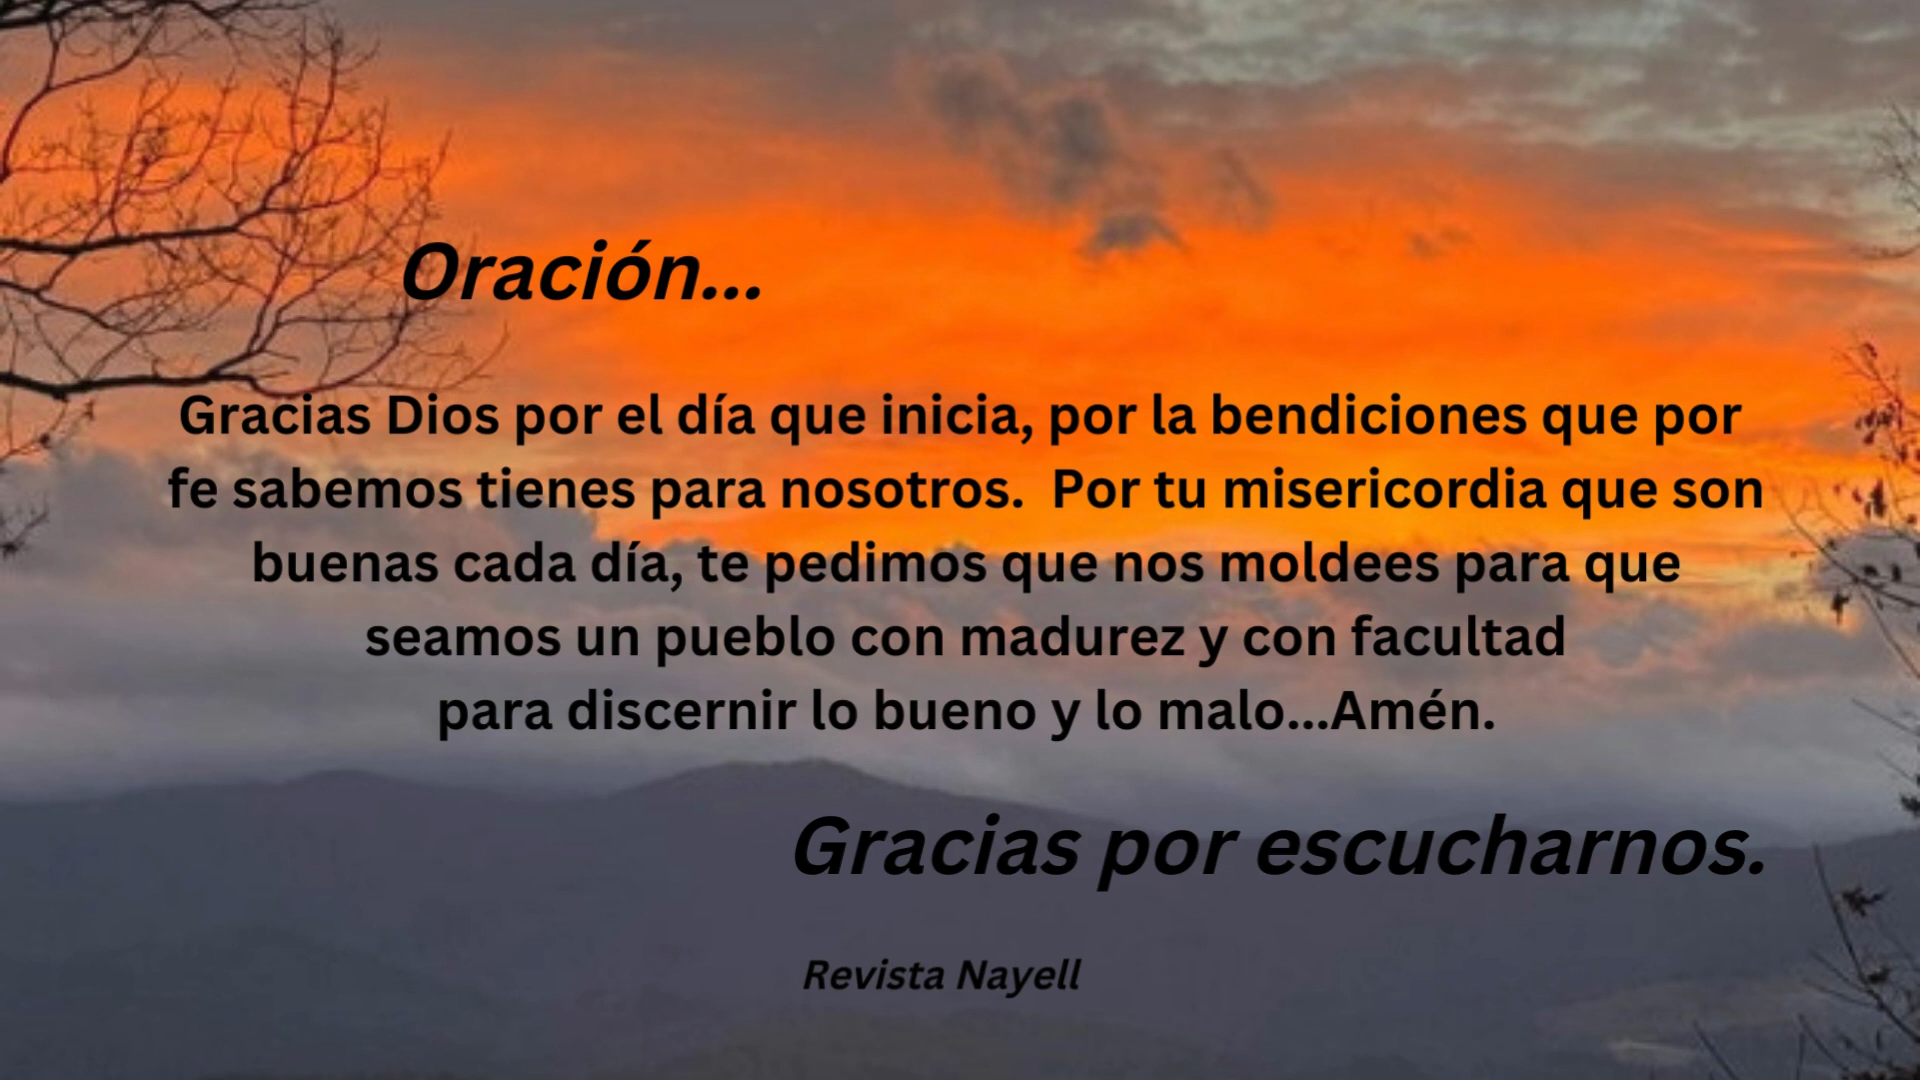 Oración...
Gracias Dios por el día que inicia, por la bendiciones que por
fe sabemos tienes para nosotros.  Por tu misericordia que son
buenas cada día, te pedimos que nos moldees para que
seamos un pueblo con madurez y con facultad
para discernir lo bueno y lo malo...Amén.
Gracias por escucharnos.
Revista Nayell